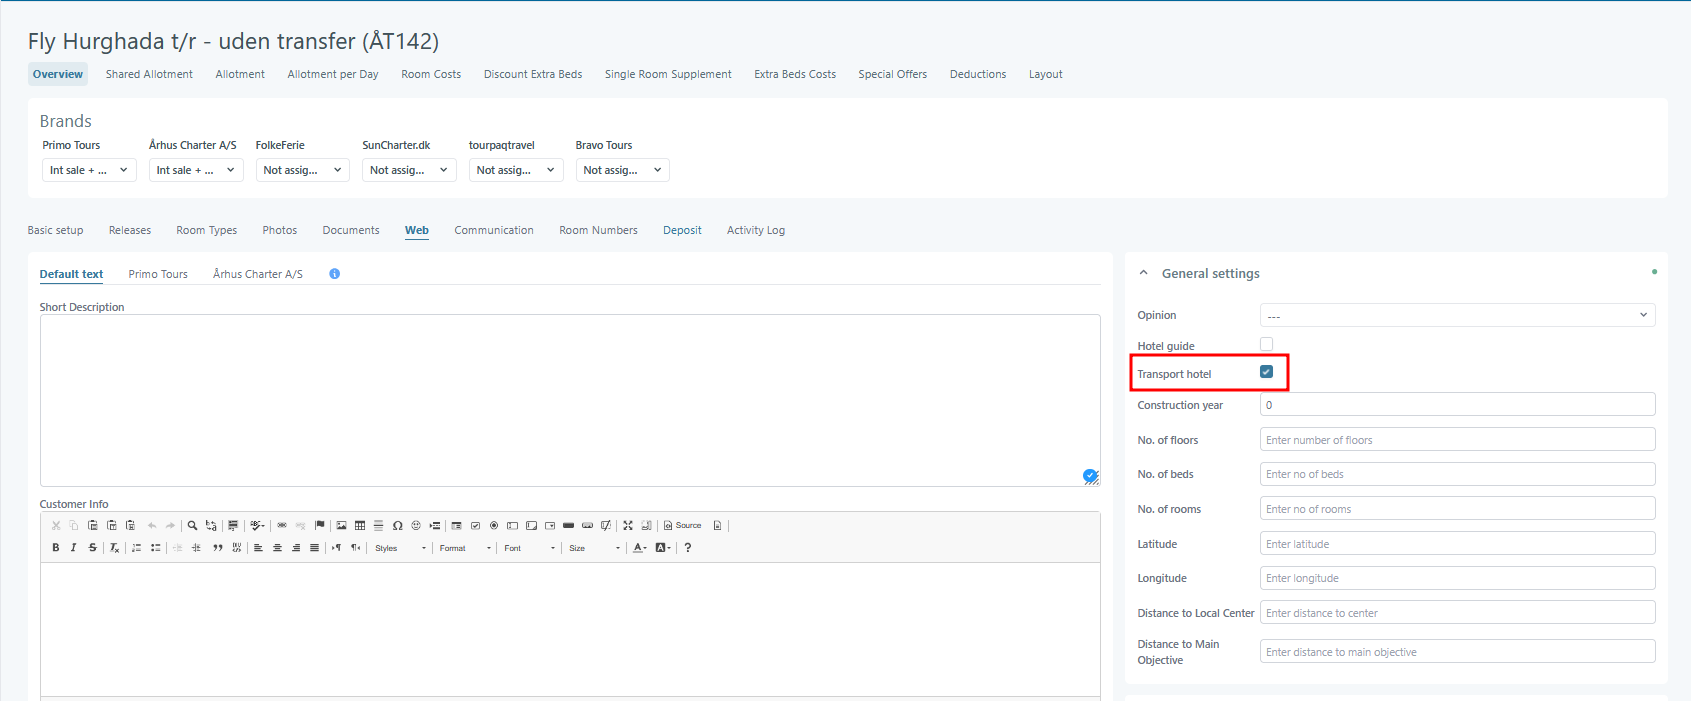 Fly Hurghada t/r - uden transfer (ÅT142)
Overview Shared Allotment Allotment Allotment per Day Room Costs Discount Extra Beds Single Room Supplement Extra Beds Costs Special Offers Deductions Layout
Brands
Primo Tours Århus Charter A/S FolkeFerie SunCharter.dk tourpaqtravel Bravo Tours
Int sale + ... Int sale + ... Not assig... Not assig... Not assig... Not assig...
Basic setup Releases Room Types Photos Documents Web Communication Room Numbers Deposit Activity Log
Default text Primo Tours Århus Charter A/S
Short Description
Customer Info
Source
Styles Format Font Size
General settings
Opinion ---
Hotel guide
Transport hotel
Construction year 0
No. of floors Enter number of floors
No. of beds Enter no of beds
No. of rooms Enter no of rooms
Latitude Enter latitude
Longitude Enter longitude
Distance to Local Center Enter distance to center
Distance to Main
Objective Enter distance to main objective